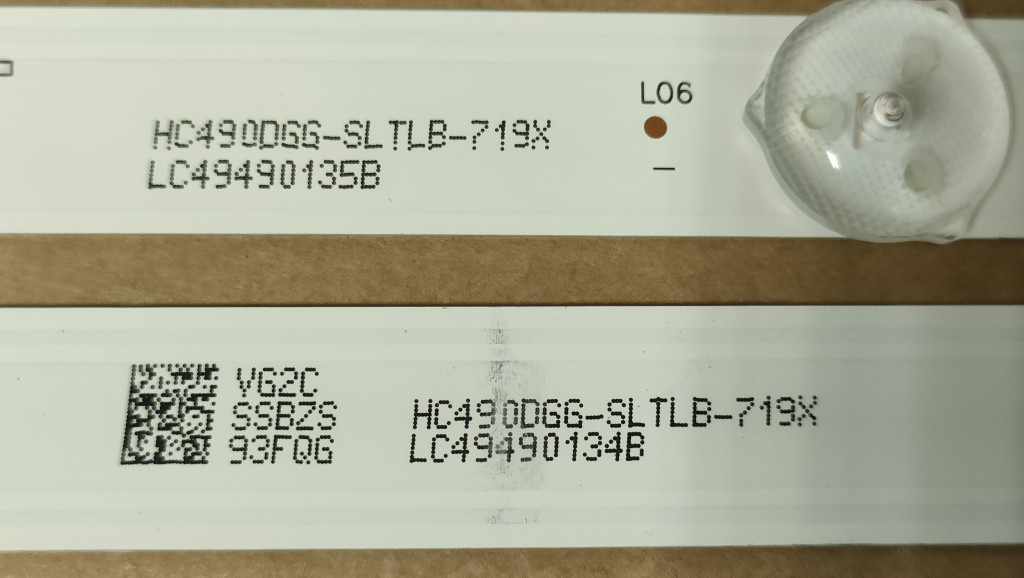 L06
HC490DGG-SLTLB-719X
LC49490135B
VG2C
SSBZS
93FQG
HC490DGG-SLTLB-719X
LC49490134B